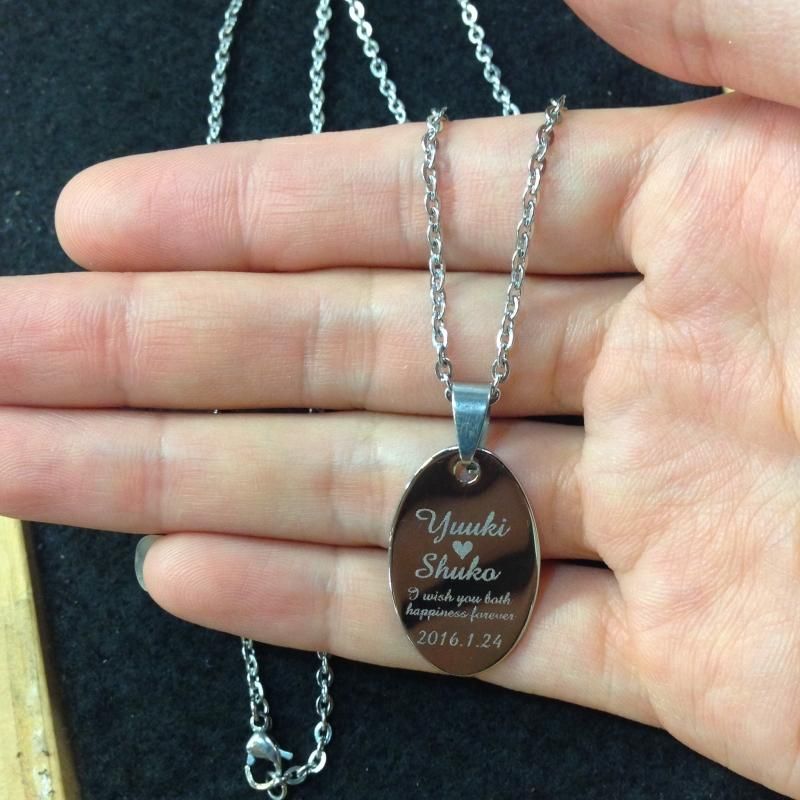 Yuuki
♥
Shuko
I wish you both
happiness forever
2016.1.24